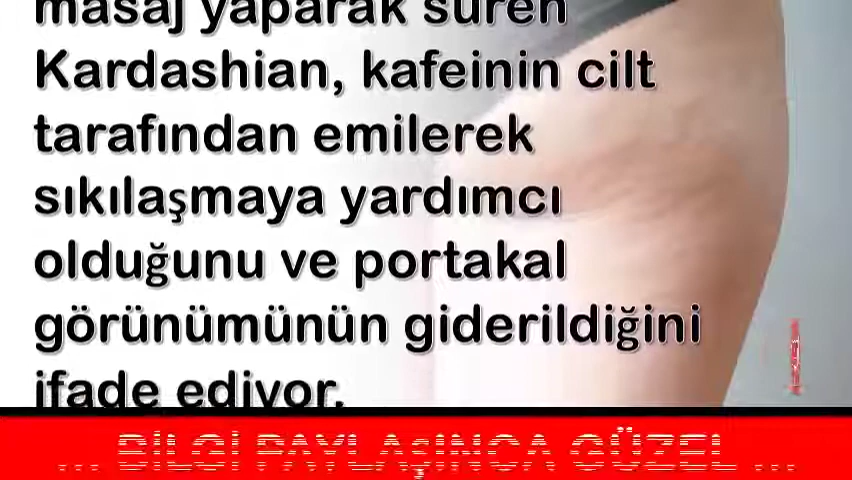 masaj yaparak süren
Kardashian, kafeinin cilt
tarafından emilerek
sıkılaşmaya yardımcı
olduğunu ve portakal
görünümünün giderildiğini
ifade ediyor.
... BİLGİ PAYLAŞINCA GÜZEL ...